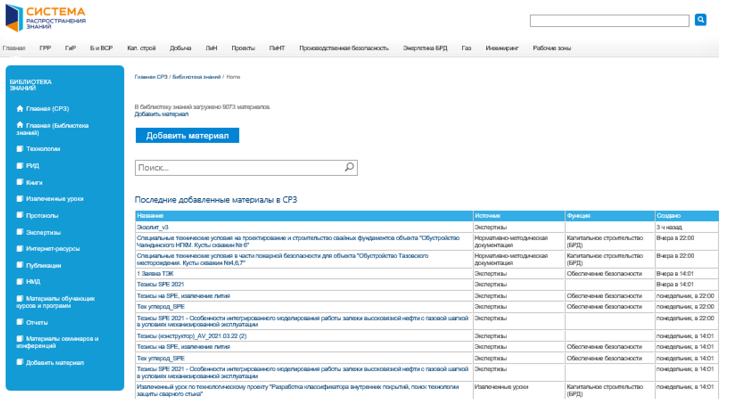 СИСТЕМА
РАСПРОСТРАНЕНИЯ
ЗНАНИЙ
Главная ГРР ГиР Б и ВСР Кап. строй Добыча ЛиН Проекты ПиНТ Производственная безопасность Энергетика БРД Газ Инжиниринг Рабочие зоны
БИБЛИОТЕКА
ЗНАНИЙ
Главная (СРЗ)
Главная (Библиотека
знаний)
Технологии
РИД
Книги
Извлеченные уроки
Протоколы
Экспертизы
Интернет-ресурсы
Публикации
НМД
Материалы обучающих
курсов и программ
Отчеты
Материалы семинаров и
конференций
Добавить материал
Главная СРЗ / Библиотека знаний / Home
В библиотеку знаний загружено 9073 материалов.
Добавить материал
Добавить материал
Поиск...
Последние добавленные материалы в СРЗ
Название Источник Функция Создано
Экзолит_v3 Экспертизы 3 ч назад
Специальные технические условия на проектирование и строительство свайных фундаментов объекта "Обустройство Нормативно-методическая Капитальное строительство Вчера в 22:00
Чаяндинского НГКМ. Кусты скважин № 6" документация (БРД)
Специальные технические условия в части пожарной безопасности для объекта "Обустройство Тазовского Нормативно-методическая Капитальное строительство Вчера в 22:00
месторождения. Кусты скважин №4,6,7" документация (БРД)
1 Заявка ТЭК Экспертизы Обеспечение безопасности Вчера в 14:01
Тезисы SPE 2021 Экспертизы Вчера в 14:01
Тезисы на SPE, извлечение лития Экспертизы Обеспечение безопасности понедельник, в 22:00
Тех углерод_SPE Экспертизы Обеспечение безопасности понедельник, в 22:00
Тезисы SPE 2021 - Особенности интегрированного моделирования работы залежи высоковязкой нефти с газовой шапкой Экспертизы понедельник, в 22:00
в условиях механизированной эксплуатации
Тезисы (конструктор)_AV_2021.03.22 (2) Экспертизы понедельник, в 14:01
Тезисы на SPE, извлечение лития Экспертизы Обеспечение безопасности понедельник, в 14:01
Тех углерод_SPE Экспертизы Обеспечение безопасности понедельник, в 14:01
Тезисы SPE 2021 - Особенности интегрированного моделирования работы залежи высоковязкой нефти с газовой шапкой Экспертизы понедельник, в 14:01
в условиях механизированной эксплуатации
Извлеченный урок по технологическому проекту "Разработка классификатора внутренних покрытий, поиск технологии Извлеченные уроки Капитальное строительство понедельник, в 14:01
защиты сварного стыка" (БРД)